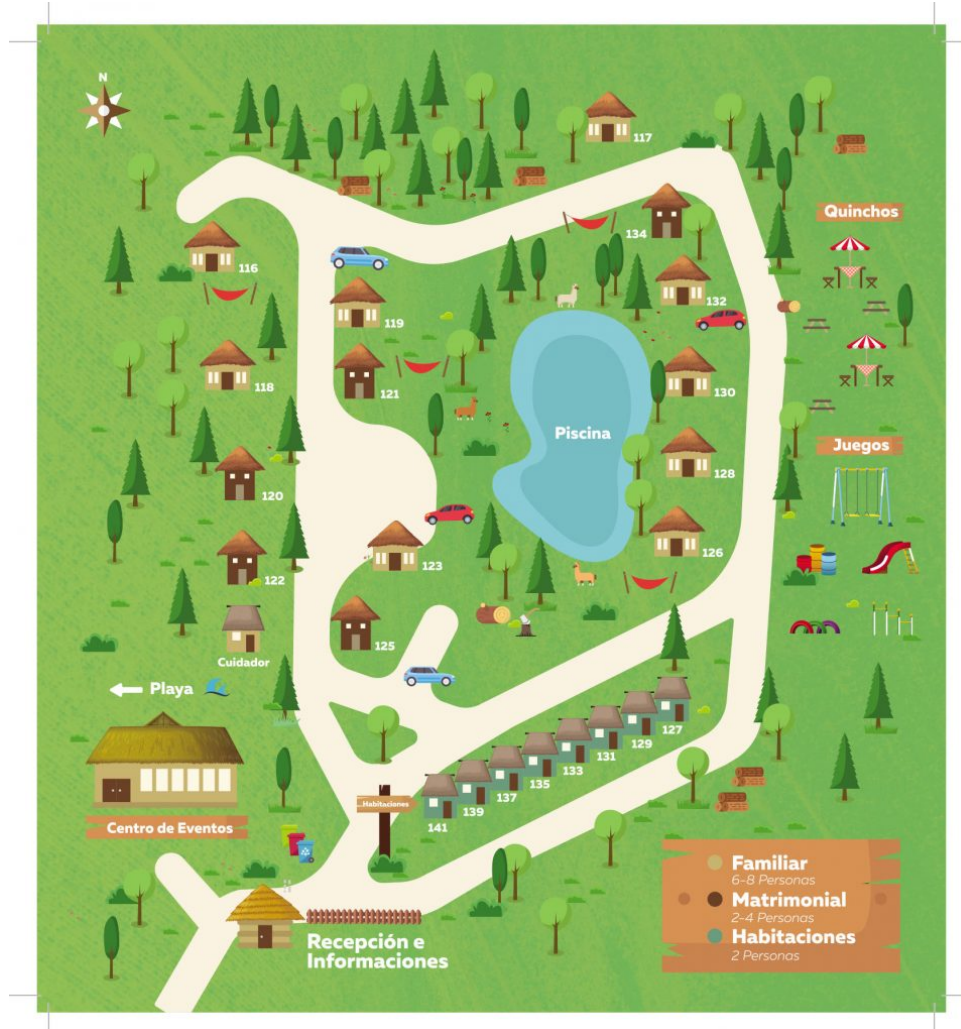 N
117
Quinchos
134
116
132
119
118
130
121
Piscina
Juegos
128
120
126
123
122
125
Cuidador
Playa
127
129
131
133
135
137
139
141
Habitaciones
Centro de Eventos
Recepción e
Informaciones
Familiar
6-8 Personas
Matrimonial
2-4 Personas
Habitaciones
2 Personas